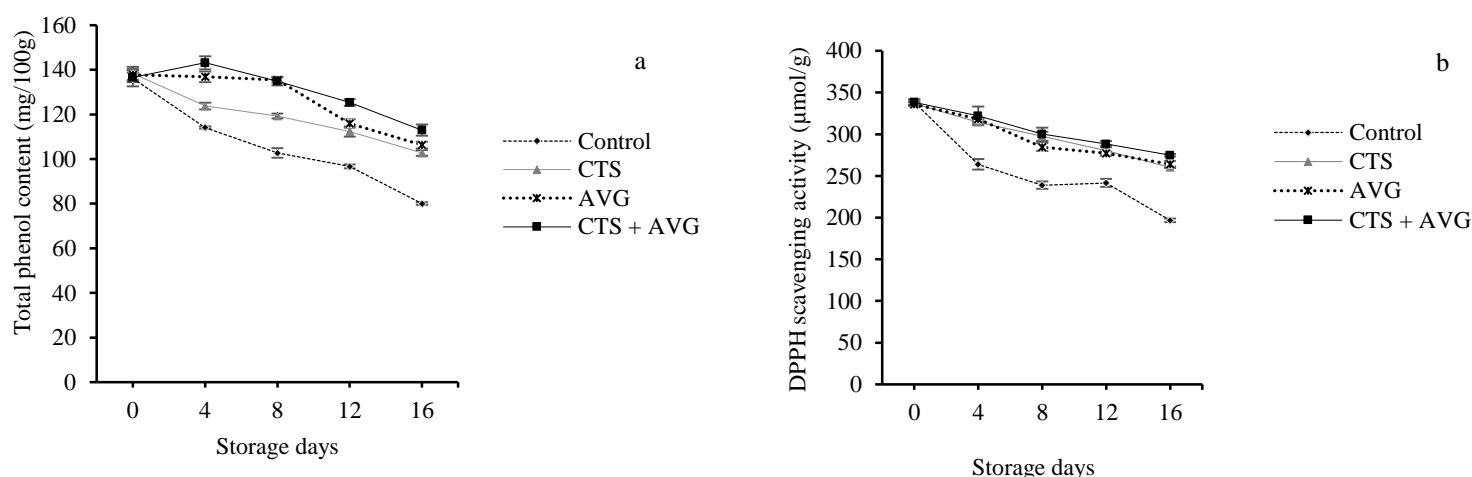 160
140
120
100
80
60
40
20
0
Total phenol content (mg/100g)
0 4 8 12 16
Storage days
a
Control
CTS
AVG
CTS + AVG
400
350
300
250
200
150
100
50
0
DPPH scavenging activity (µmol/g)
0 4 8 12 16
Storage days
b
Control
CTS
AVG
CTS + AVG